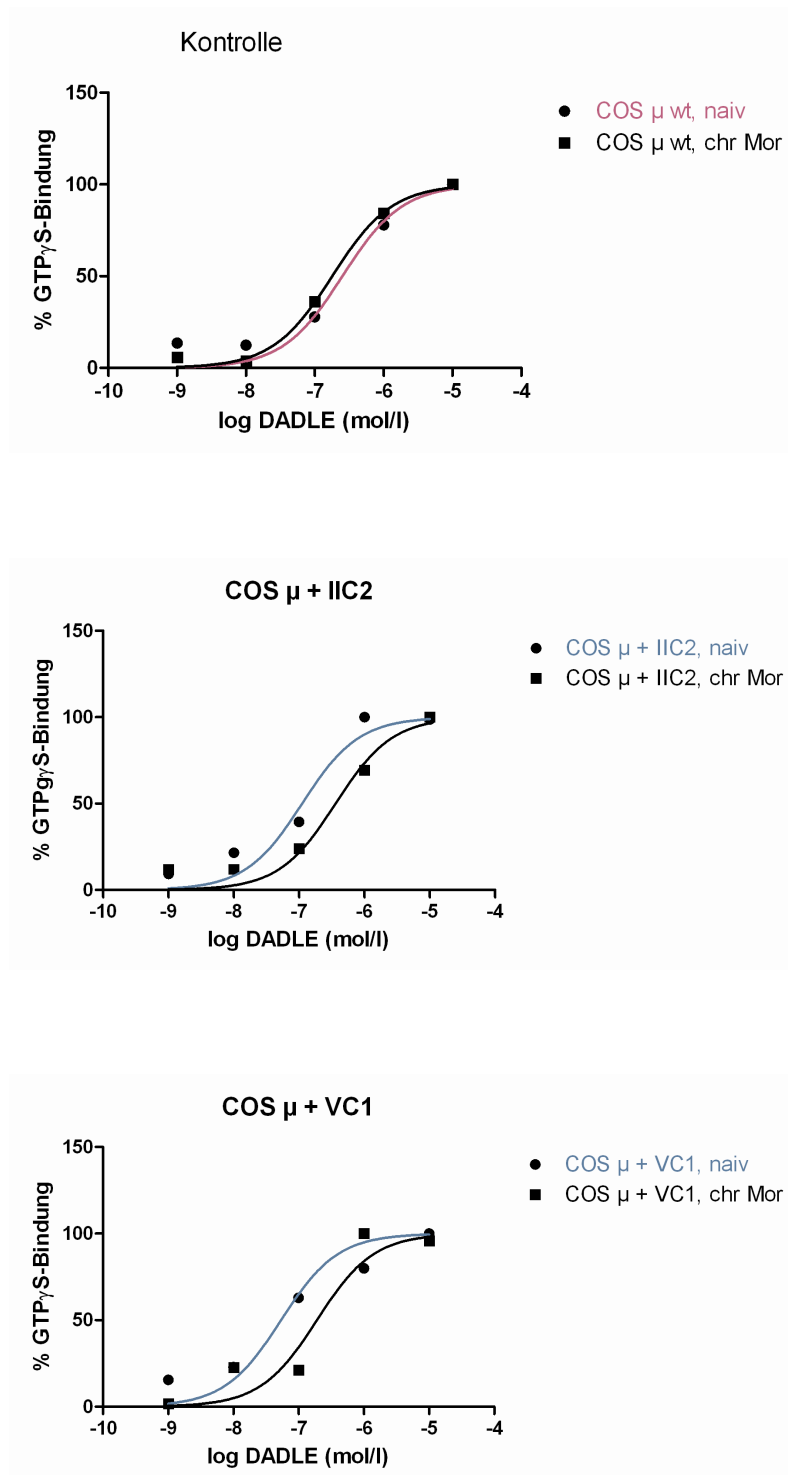 Kontrolle
150
100
50
0
% GTPγS-Bindung
-10 -9 -8 -7 -6 -5 -4
log DADLE (mol/l)
COS µ wt, naiv
COS µ wt, chr Mor
COS µ + IIC2
150
100
50
0
% GTPgγS-Bindung
-10 -9 -8 -7 -6 -5 -4
log DADLE (mol/l)
COS µ + IIC2, naiv
COS µ + IIC2, chr Mor
COS µ + VC1
150
100
50
0
% GTPγS-Bindung
-10 -9 -8 -7 -6 -5 -4
log DADLE (mol/l)
COS µ + VC1, naiv
COS µ + VC1, chr Mor